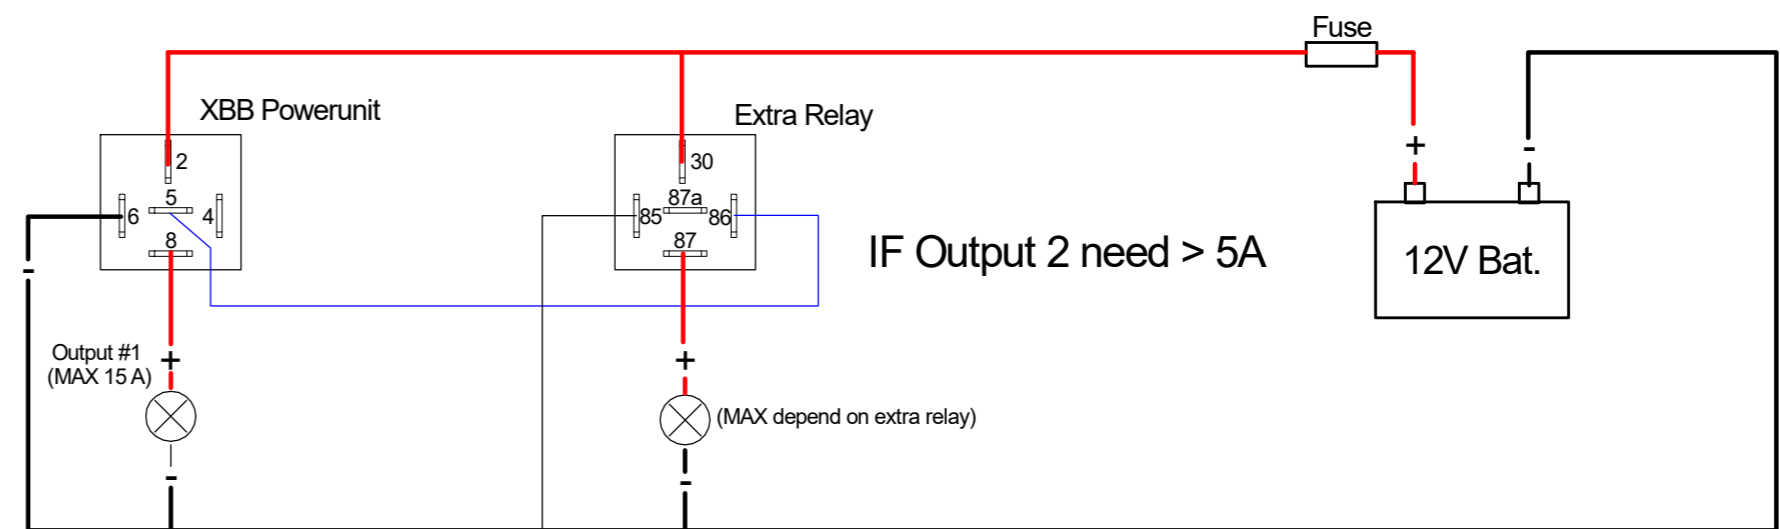 Fuse
XBB Powerunit
Extra Relay
2
30
5
87a
6
4
85
86
8
87
+
-
-
IF Output 2 need > 5A
12V Bat.
Output #1
(MAX 15 A)
+
+
(MAX depend on extra relay)
-
-